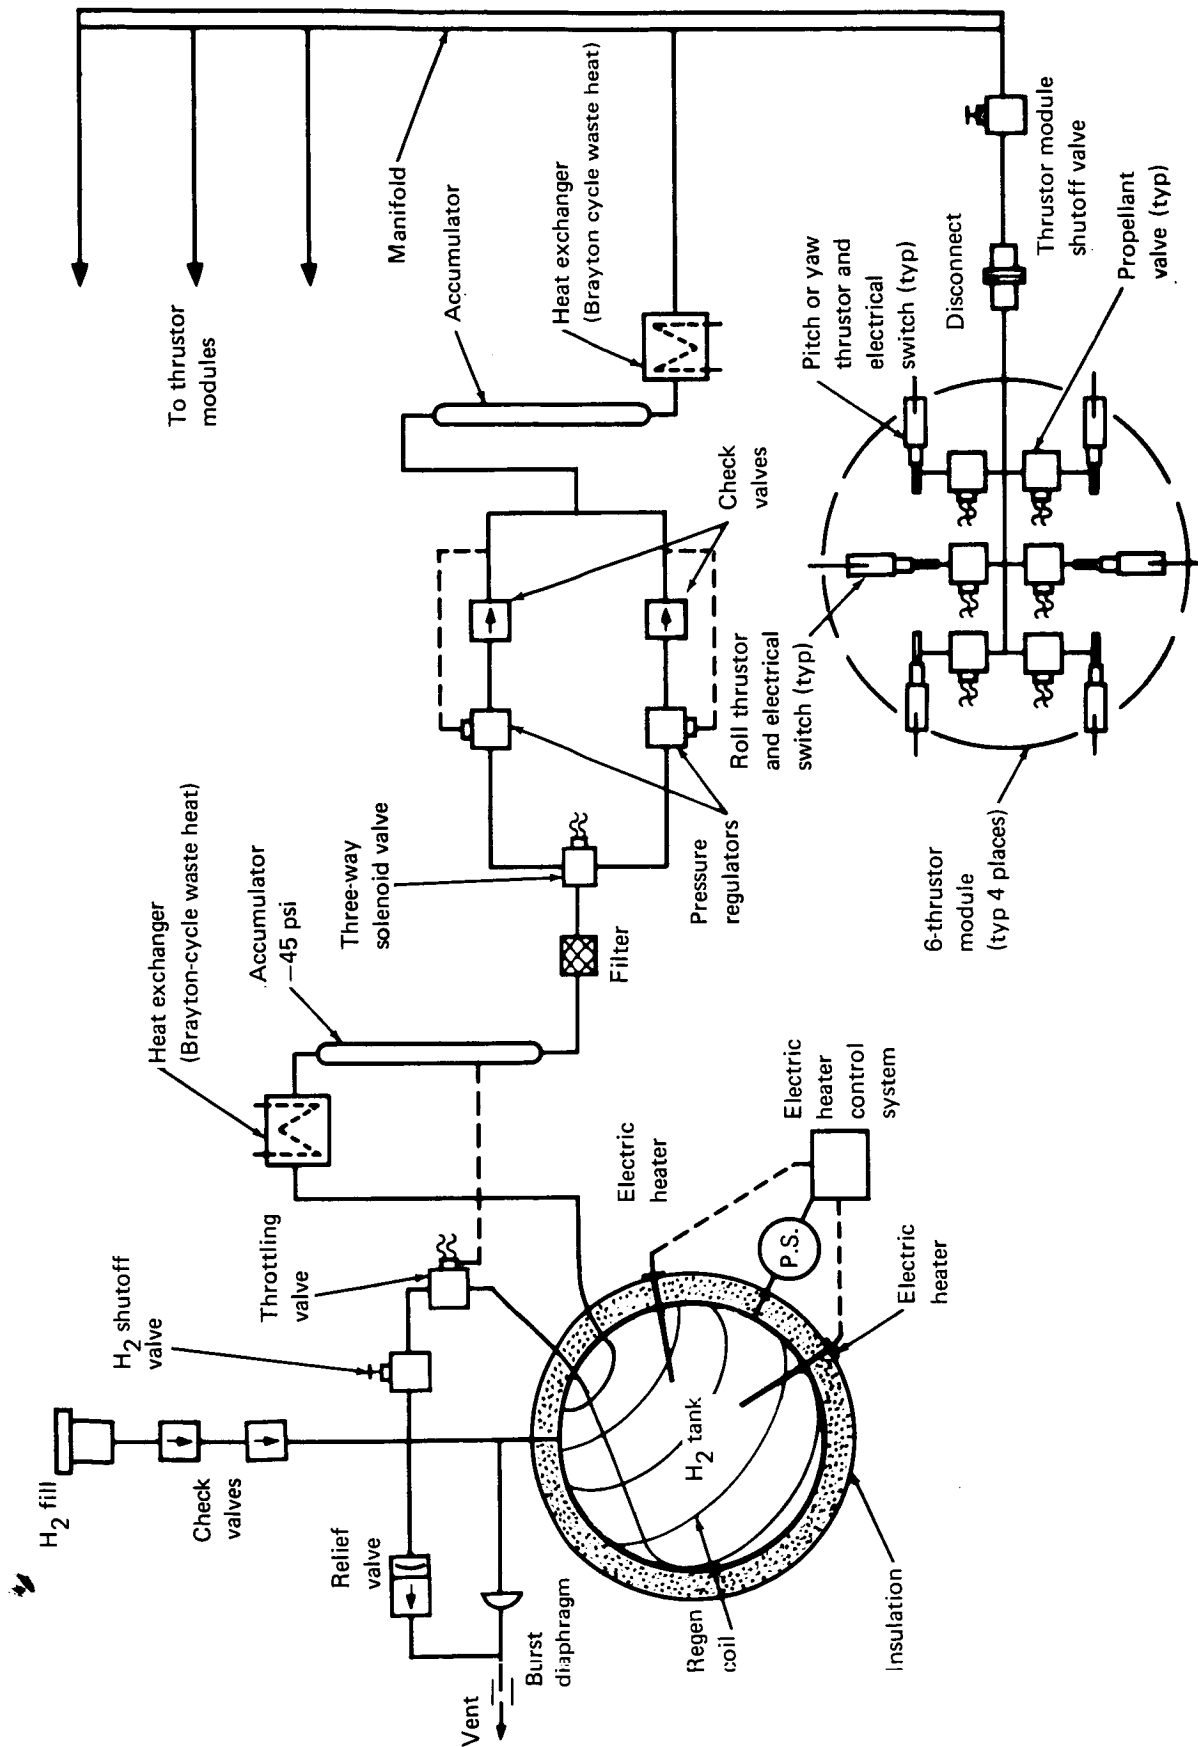 H2 fill
Check
valves
H2 shutoff
valve
Throttling
valve
Heat exchanger
(Brayton-cycle waste heat)
Accumulator
—45 psi
Three-way
solenoid valve
Filter
Pressure
regulators
Check
valves
Accumulator
Heat exchanger
(Brayton cycle waste heat)
Manifold
To thrustor
modules
Relief
valve
Burst
diaphragm
Vent
Regen
coil
Insulation
H2 tank
Electric
heater
P.S.
Electric
heater
Electric
heater control
system
Roll thrustor
and electrical
switch (typ)
6-thrustor
module
(typ 4 places)
Pitch or yaw
thrustor and
electrical
switch (typ)
Disconnect
Propellant
valve (typ)
Thrustor module
shutoff valve